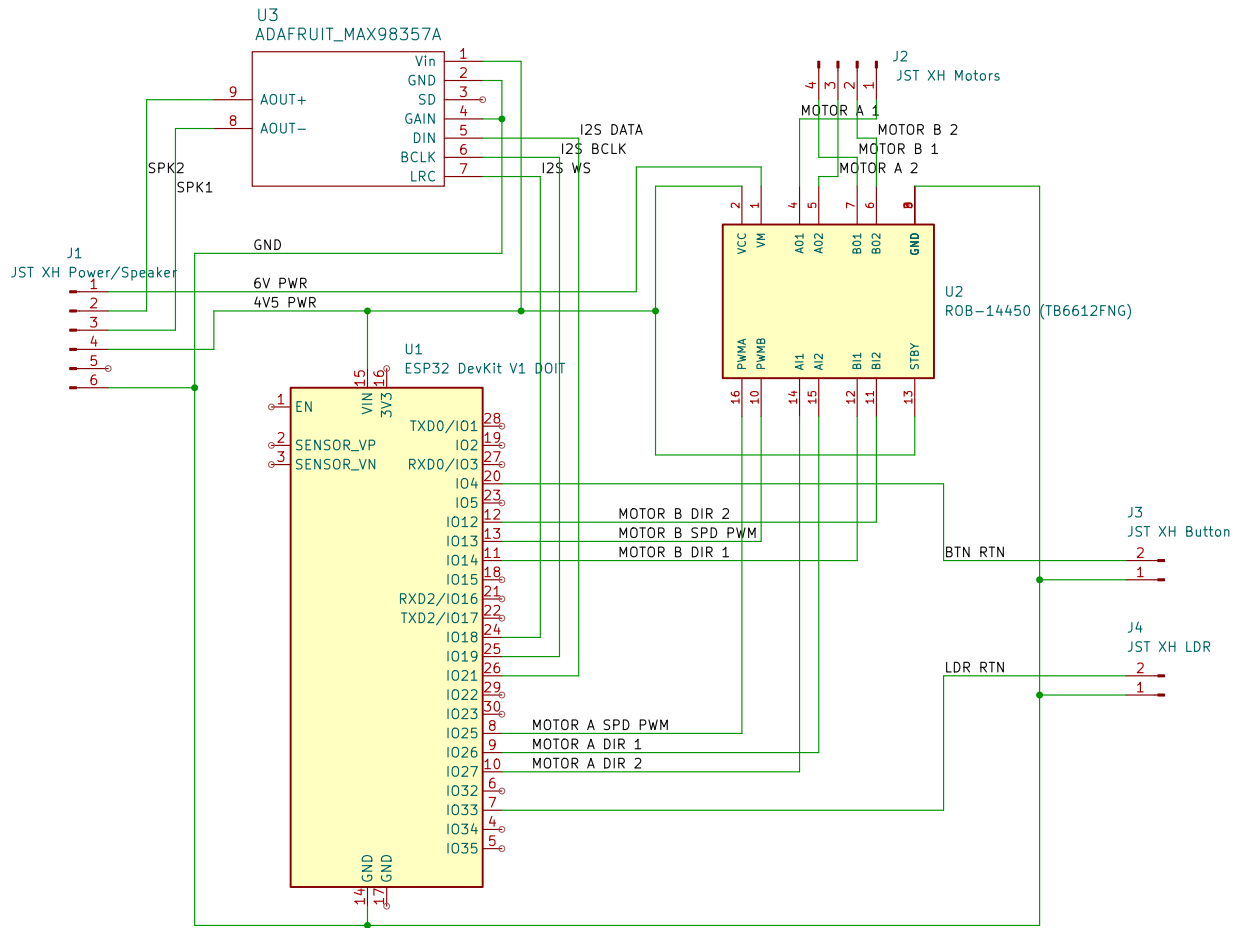 U3
ADAFRUIT_MAX98357A
Vin 1
GND 2
SD 3
GAIN 4
DIN 5
BCLK 6
LRC 7
9 AOUT+
8 AOUT-
SPK2
SPK1
I2S DATA
I2S BCLK
I2S WS
J2
JST XH Motors
4 3 2 1
MOTOR A 1
MOTOR B 2
MOTOR B 1
MOTOR A 2
J1
JST XH Power/Speaker
1
2
3
4
5
6
GND
6V PWR
4V5 PWR
2 1 4 5 7 6
VCC VM AO1 AO2 BO1 BO2 GND
U2
ROB-14450 (TB6612FNG)
PWMA PWMB AI1 AI2 BI1 BI2 STBY
16 10 14 15 12 11 13
U1
ESP32 DevKit V1 DOIT
15 16
VIN 3V3
1 EN
2 SENSOR_VP
3 SENSOR_VN
TXD0/IO1 28
IO2 19
RXD0/IO3 27
IO4 20
IO5 23
IO12 12
IO13 13
IO14 11
IO15 18
RXD2/IO16 21
TXD2/IO17 22
IO18 24
IO19 25
IO21 26
IO22 29
IO23 30
IO25 8
IO26 9
IO27 10
IO32 6
IO33 7
IO34 4
IO35 5
GND GND
14 17
MOTOR B DIR 2
MOTOR B SPD PWM
MOTOR B DIR 1
MOTOR A SPD PWM
MOTOR A DIR 1
MOTOR A DIR 2
J3
JST XH Button
BTN RTN
2
1
J4
JST XH LDR
LDR RTN
2
1